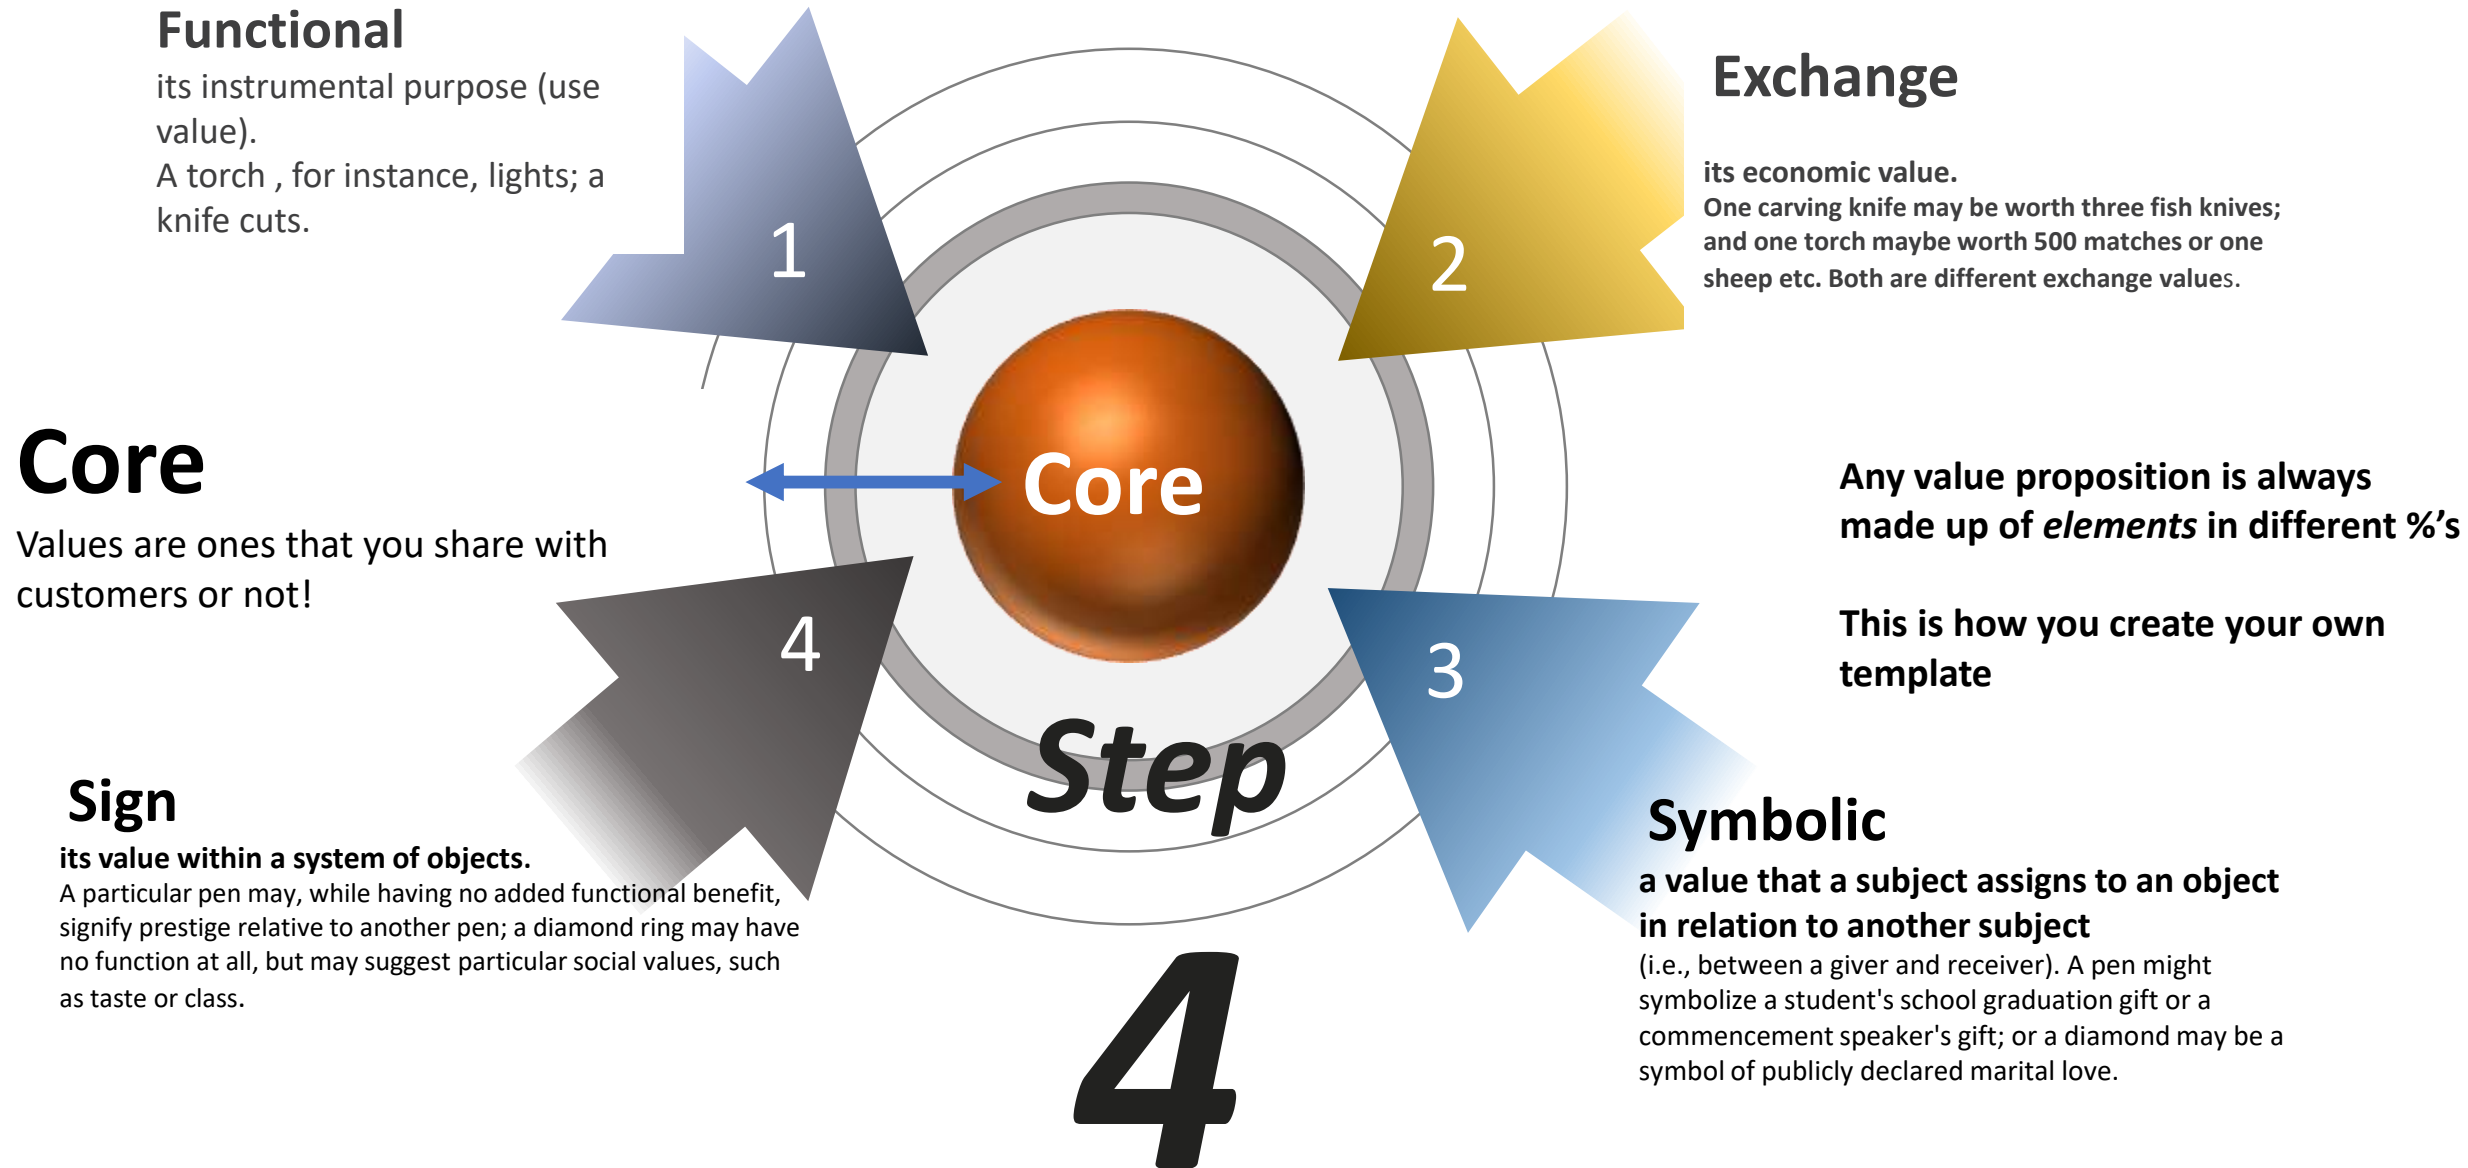 Functional
its instrumental purpose (use
value).
A torch , for instance, lights; a
knife cuts.
1
2
Exchange
its economic value.
One carving knife may be worth three fish knives;
and one torch maybe worth 500 matches or one
sheep etc. Both are different exchange values.
Core
Values are ones that you share with
customers or not!
Core
Any value proposition is always
made up of elements in different %’s
This is how you create your own
template
4
3
Step
4
Sign
its value within a system of objects.
A particular pen may, while having no added functional benefit,
signify prestige relative to another pen; a diamond ring may have
no function at all, but may suggest particular social values, such
as taste or class.
Symbolic
a value that a subject assigns to an object
in relation to another subject
(i.e., between a giver and receiver). A pen might
symbolize a student's school graduation gift or a
commencement speaker's gift; or a diamond may be a
symbol of publicly declared marital love.